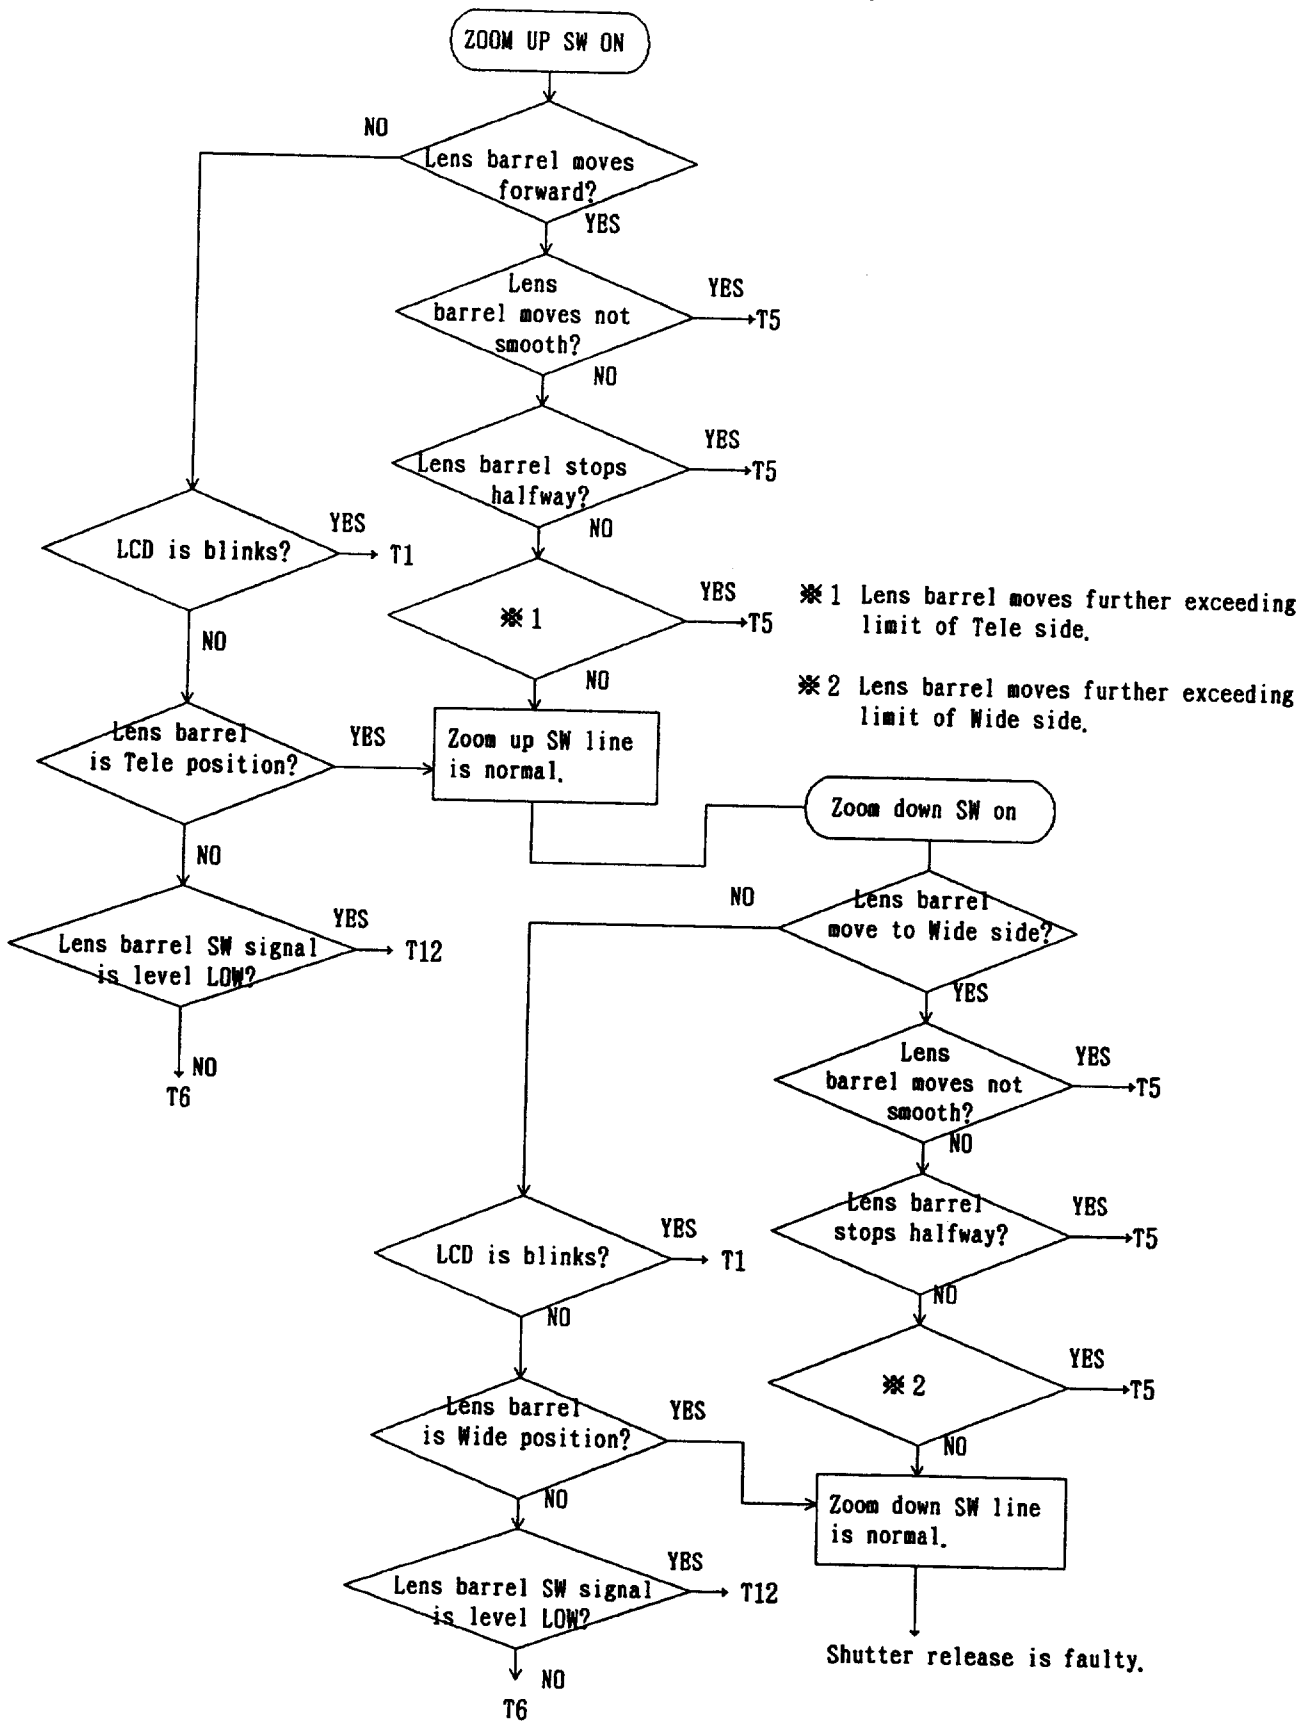 ZOOM UP SW ON
NO
Lens barrel moves
forward?
YES
Lens
barrel moves not
smooth?
YES
T5
NO
Lens barrel stops
halfway?
YES
T5
NO
LCD is blinks?
YES
T1
NO
※1
YES
T5
NO
※1 Lens barrel moves further exceeding
limit of Tele side.
※2 Lens barrel moves further exceeding
limit of Wide side.
Lens barrel
is Tele position?
YES
Zoom up SW line
is normal.
NO
Lens barrel SW signal
is level LOW?
YES
T12
NO
T6
Zoom down SW on
NO
Lens barrel
move to Wide side?
YES
Lens
barrel moves not
smooth?
YES
T5
NO
Lens barrel
stops halfway?
YES
T5
NO
LCD is blinks?
YES
T1
NO
※2
YES
T5
NO
Lens barrel
is Wide position?
YES
Zoom down SW line
is normal.
NO
Lens barrel SW signal
is level LOW?
YES
T12
NO
T6
Shutter release is faulty.